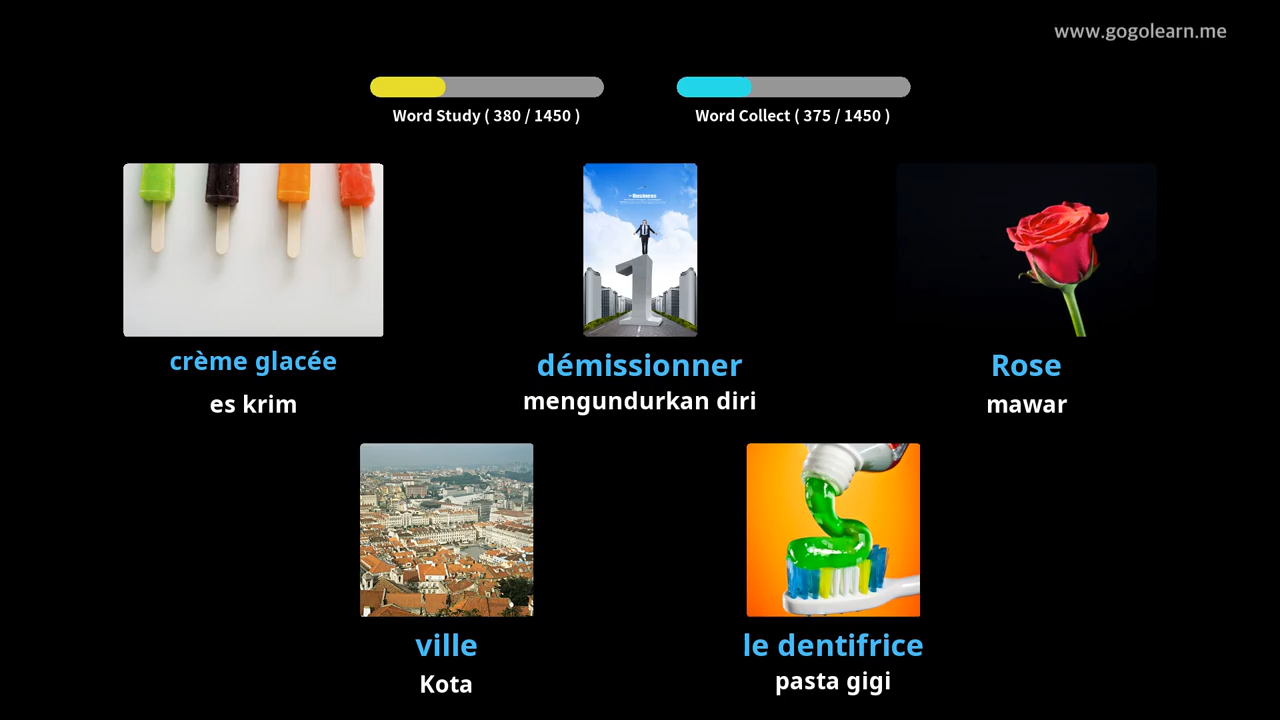 www.gogolearn.me
Word Study ( 380 / 1450 )
Word Collect ( 375 / 1450 )
Business
crème glacée
démissionner
Rose
es krim
mengundurkan diri
mawar
ville
le dentifrice
Kota
pasta gigi